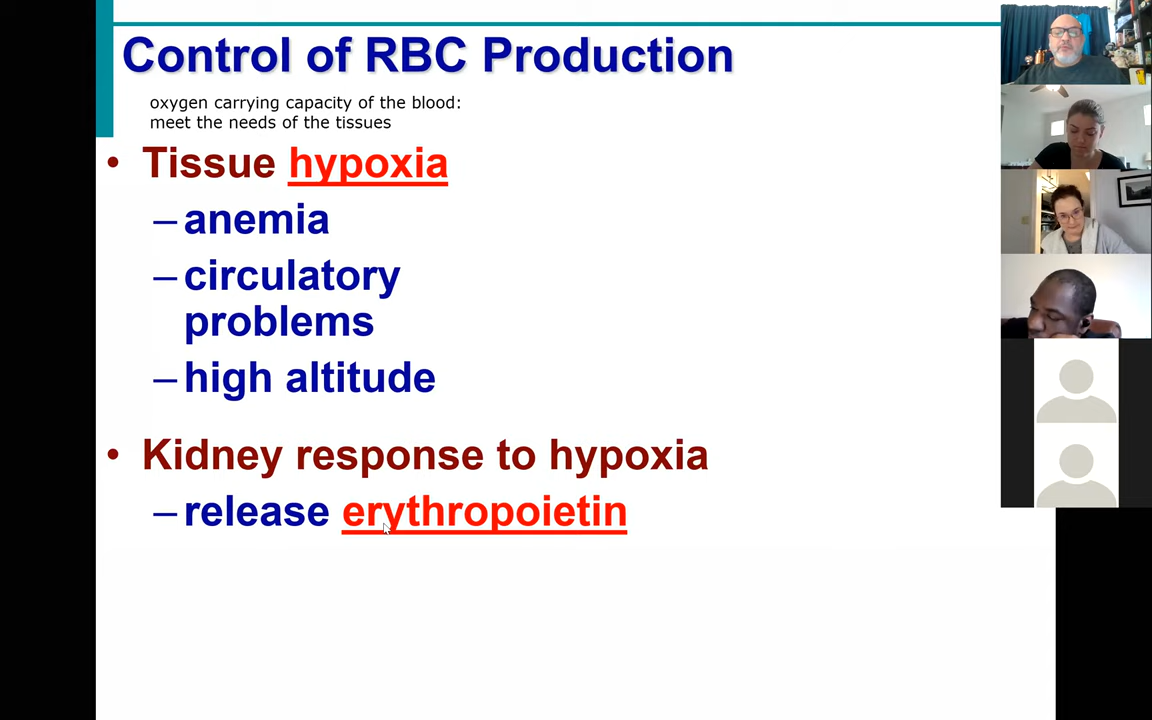 Control of RBC Production
oxygen carrying capacity of the blood:
meet the needs of the tissues
• Tissue hypoxia
– anemia
– circulatory
problems
– high altitude
• Kidney response to hypoxia
– release erythropoietin